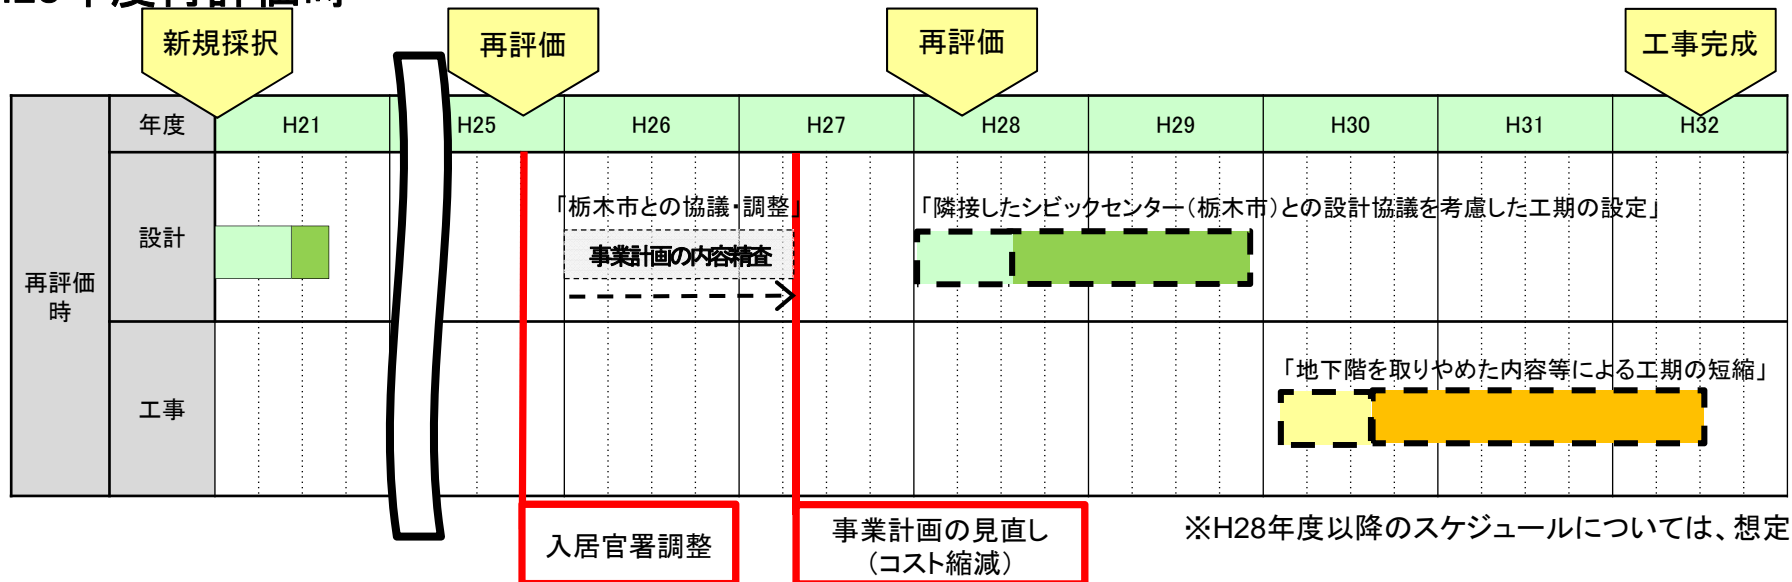 新規採択
再評価
再評価
工事完成
年度
H21
H25
H26
H27
H28
H29
H30
H31
H32
再評価
時
設計
「栃木市との協議・調整」
事業計画の内容精査
「隣接したシビックセンター(栃木市)との設計協議を考慮した工期の設定」
工事
「地下階を取りやめた内容等による工期の短縮」
入居官署調整
事業計画の見直し
(コスト縮減)
※H28年度以降のスケジュールについては、想定